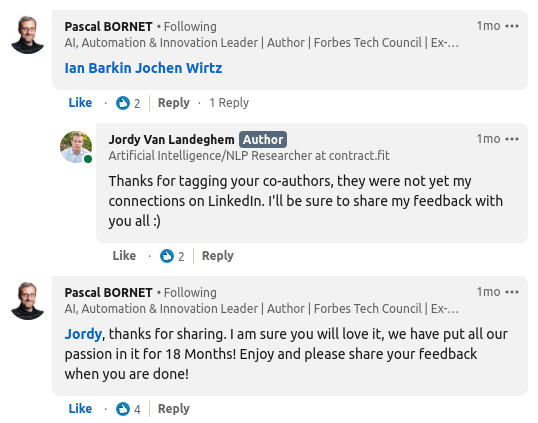 Pascal BORNET • Following 1mo •••
AI, Automation & Innovation Leader | Author | Forbes Tech Council | Ex-...
Ian Barkin Jochen Wirtz
Like · 2 Reply · 1 Reply
Jordy Van Landeghem Author 1mo •••
Artificial Intelligence/NLP Researcher at contract.fit
Thanks for tagging your co-authors, they were not yet my
connections on LinkedIn. I'll be sure to share my feedback with
you all :)
Like · 2 Reply
Pascal BORNET • Following 1mo •••
AI, Automation & Innovation Leader | Author | Forbes Tech Council | Ex-...
Jordy, thanks for sharing. I am sure you will love it, we have put all our
passion in it for 18 Months! Enjoy and please share your feedback
when you are done!
Like · 4 Reply